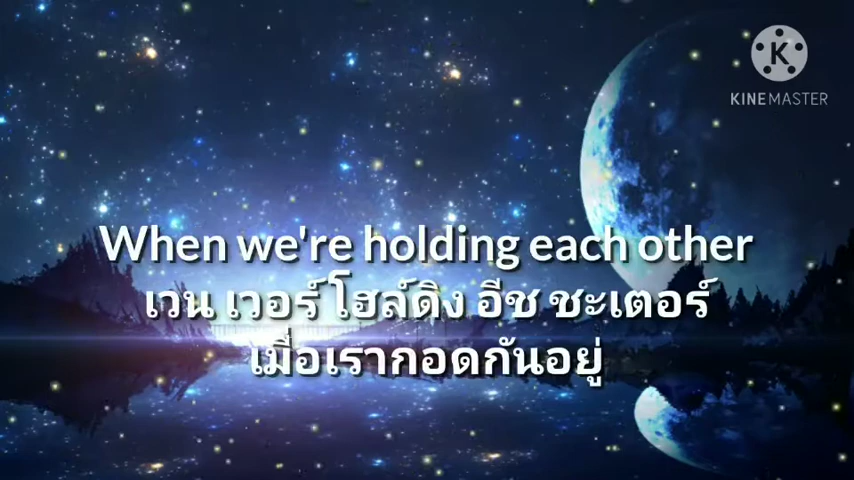 KINEMASTER
When we're holding each other
เวน เวอร์ โฮล์ดิง อีช ชะเตอร์
เมื่อเรากอดกันอยู่